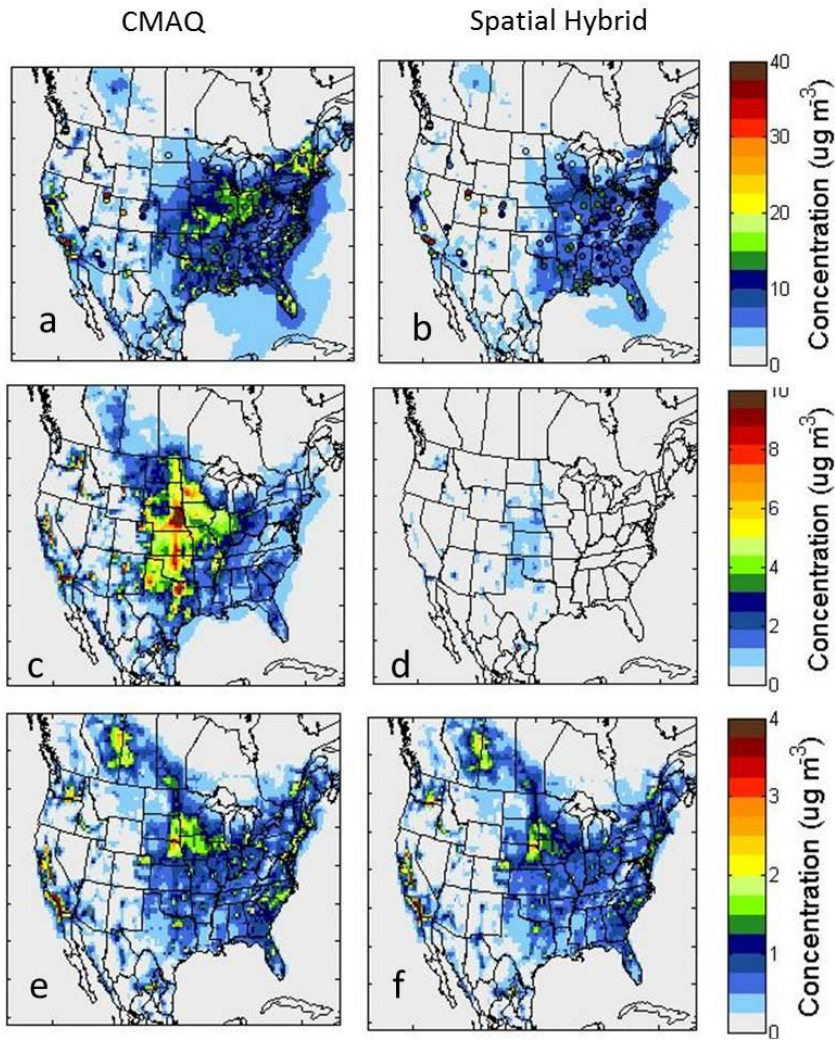 CMAQ
Spatial Hybrid
a
b
40
30
20
10
0
Concentration (ug m-3)
c
d
10
8
6
4
2
0
Concentration (ug m-3)
e
f
4
3
2
1
0
Concentration (ug m-3)